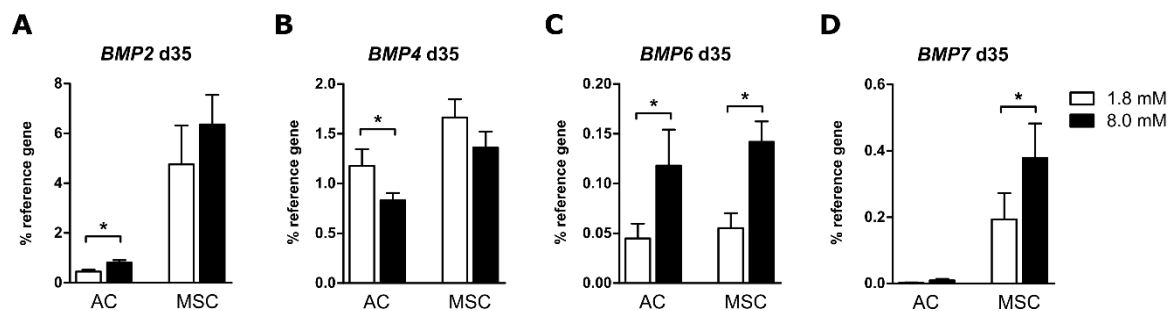 A
BMP2 d35
% reference gene
8
6
4
2
0
*
AC
MSC
B
BMP4 d35
% reference gene
2.0
1.5
1.0
0.5
0.0
*
AC
MSC
C
BMP6 d35
% reference gene
0.20
0.15
0.10
0.05
0.00
*
*
AC
MSC
D
BMP7 d35
% reference gene
0.6
0.4
0.2
0.0
*
AC
MSC
1.8 mM
8.0 mM